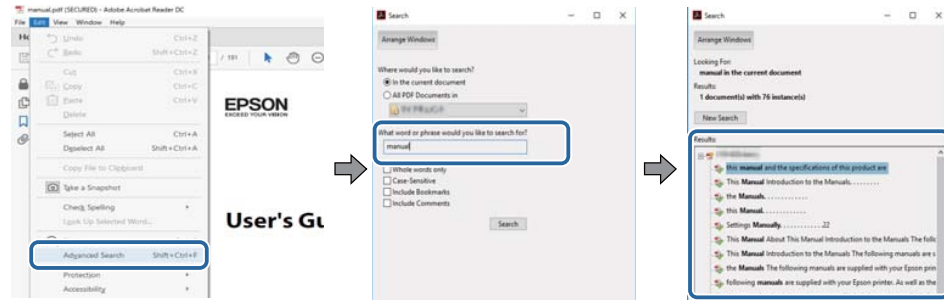 manual.pdf (SECURED) - Adobe Acrobat Reader DC
File Edit View Window Help
Undo Ctrl+Z
Redo Shift+Ctrl+Z
Cut Ctrl+X
Copy Ctrl+C
Paste Ctrl+V
Delete
Select All Ctrl+A
Deselect All Shift+Ctrl+A
Copy File to Clipboard
Take a Snapshot
Check Spelling
Look Up Selected Word...
Advanced Search Shift+Ctrl+F
Protection
Accessibility
/ 191
EPSON
EXCEED YOUR VISION
User's Gu
Search
Arrange Windows
Where would you like to search?
In the current document
All PDF Documents in
What word or phrase would you like to search for?
manual
Whole words only
Case-Sensitive
Include Bookmarks
Include Comments
Search
Search
Arrange Windows
Looking For:
manual in the current document
Results:
1 document(s) with 76 instance(s)
New Search
Results:
this manual and the specifications of this product are
This Manual Introduction to the Manuals. . . . . . . . .
the Manuals. . . . . . . . . . . . .
this Manual. . . . . . . . . . . . .
Settings Manually. . . . . . . . . . . .22
This Manual About This Manual Introduction to the Manuals The follo
This Manual Introduction to the Manuals The following manuals are s
the Manuals The following manuals are supplied with your Epson prin
following manuals are supplied with your Epson printer. As well as the